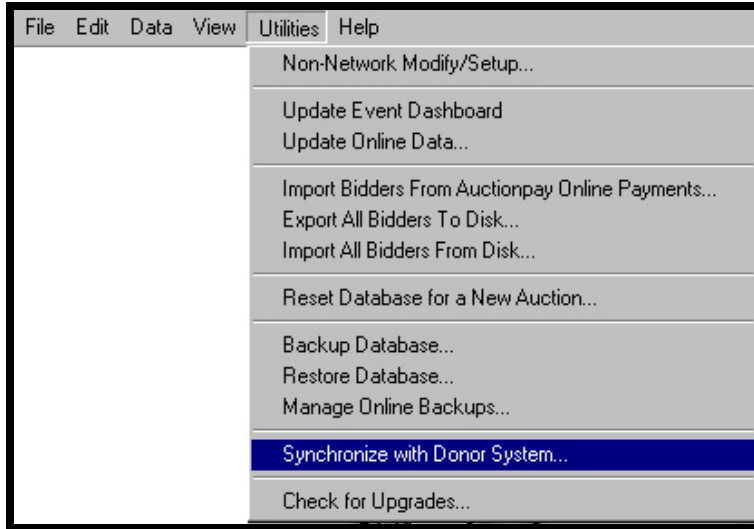 File Edit Data View Utilities Help
Non-Network Modify/Setup...
Update Event Dashboard
Update Online Data...
Import Bidders From Auctionpay Online Payments...
Export All Bidders To Disk...
Import All Bidders From Disk...
Reset Database for a New Auction...
Backup Database...
Restore Database...
Manage Online Backups...
Synchronize with Donor System...
Check for Upgrades...